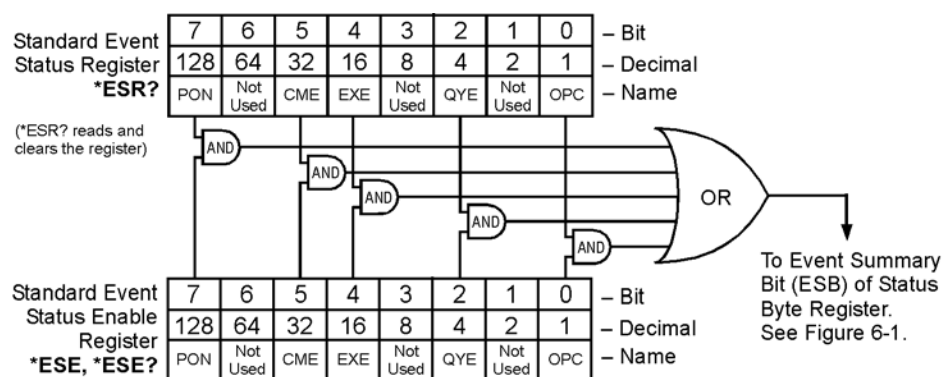 Standard Event
Status Register
*ESR?
(*ESR? reads and
clears the register)
7 6 5 4 3 2 1 0 – Bit
128 64 32 16 8 4 2 1 – Decimal
PON Not Used CME EXE Not Used QYE Not Used OPC – Name
AND
AND
AND
AND
AND
OR
To Event Summary
Bit (ESB) of Status
Byte Register.
See Figure 6-1.
Standard Event
Status Enable
Register
*ESE, *ESE?
7 6 5 4 3 2 1 0 – Bit
128 64 32 16 8 4 2 1 – Decimal
PON Not Used CME EXE Not Used QYE Not Used OPC – Name